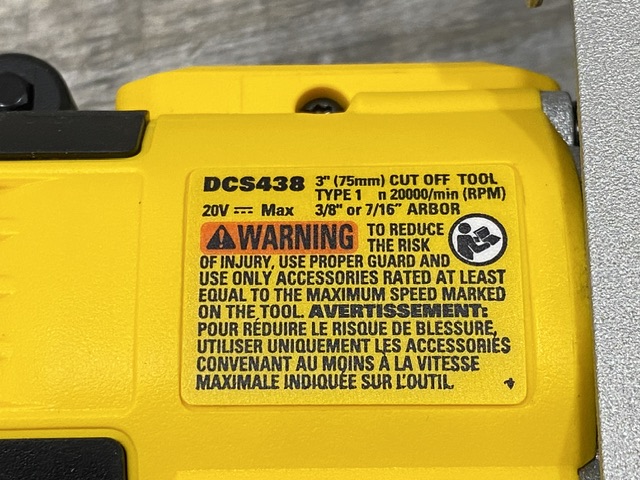 DCS438 3" (75mm) CUT OFF TOOL
TYPE 1 n 20000/min (RPM)
20V ⎓ Max 3/8" or 7/16" ARBOR
WARNING TO REDUCE
THE RISK
OF INJURY, USE PROPER GUARD AND
USE ONLY ACCESSORIES RATED AT LEAST
EQUAL TO THE MAXIMUM SPEED MARKED
ON THE TOOL. AVERTISSEMENT:
POUR RÉDUIRE LE RISQUE DE BLESSURE,
UTILISER UNIQUEMENT LES ACCESSORIÉS
CONVENANT AU MOINS À LA VITESSE
MAXIMALE INDIQUÉE SUR L'OUTIL.